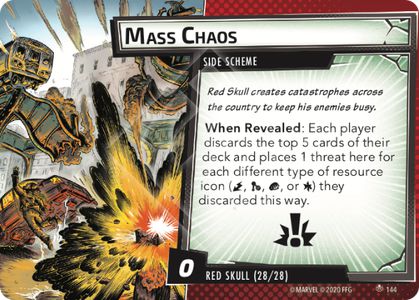 Mass Chaos
SIDE SCHEME
Red Skull creates catastrophes across
the country to keep his enemies busy.
When Revealed: Each player
discards the top 5 cards of their
deck and places 1 threat here for
each different type of resource
icon ( , , , or ) they
discarded this way.
0
RED SKULL (28/28)
© MARVEL © 2020 FFG 144